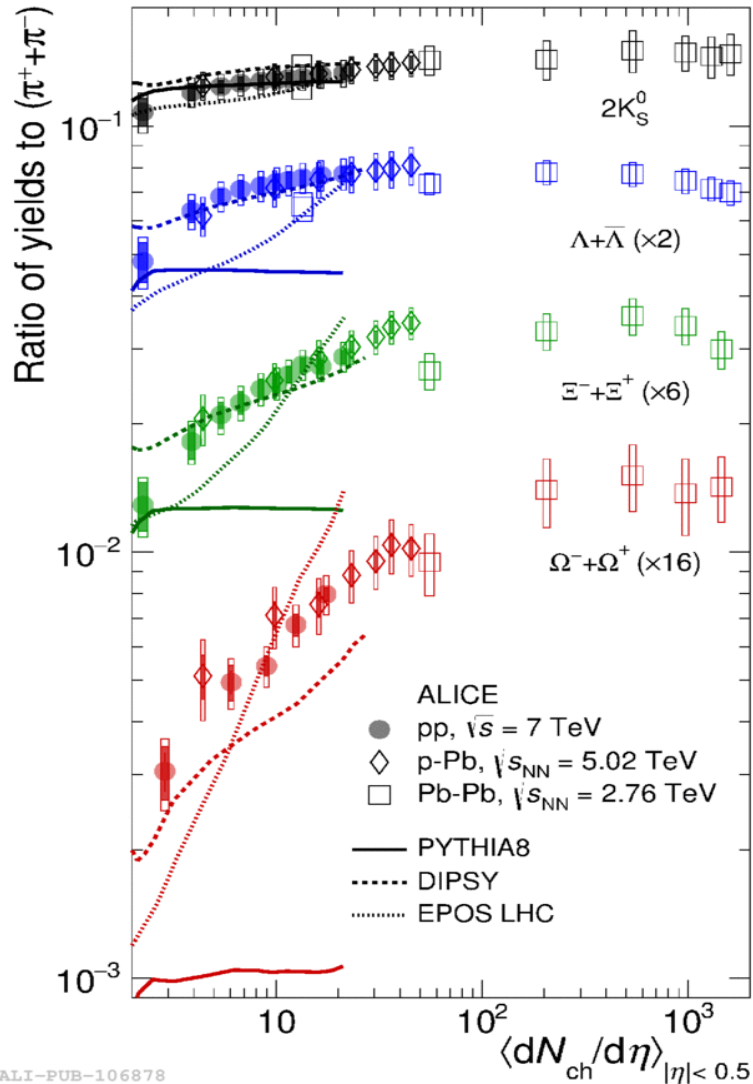 Ratio of yields to (π⁺+π⁻)
10⁻¹
2K⁰S
Λ+Λ̅ (×2)
Ξ⁻+Ξ̅⁺ (×6)
10⁻²
Ω⁻+Ω̅⁺ (×16)
ALICE
pp, √s = 7 TeV
p-Pb, √sNN = 5.02 TeV
Pb-Pb, √sNN = 2.76 TeV
PYTHIA8
DIPSY
EPOS LHC
10⁻³
10 10² 10³
⟨dNch/dη⟩|η|< 0.5
ALI-PUB-106878